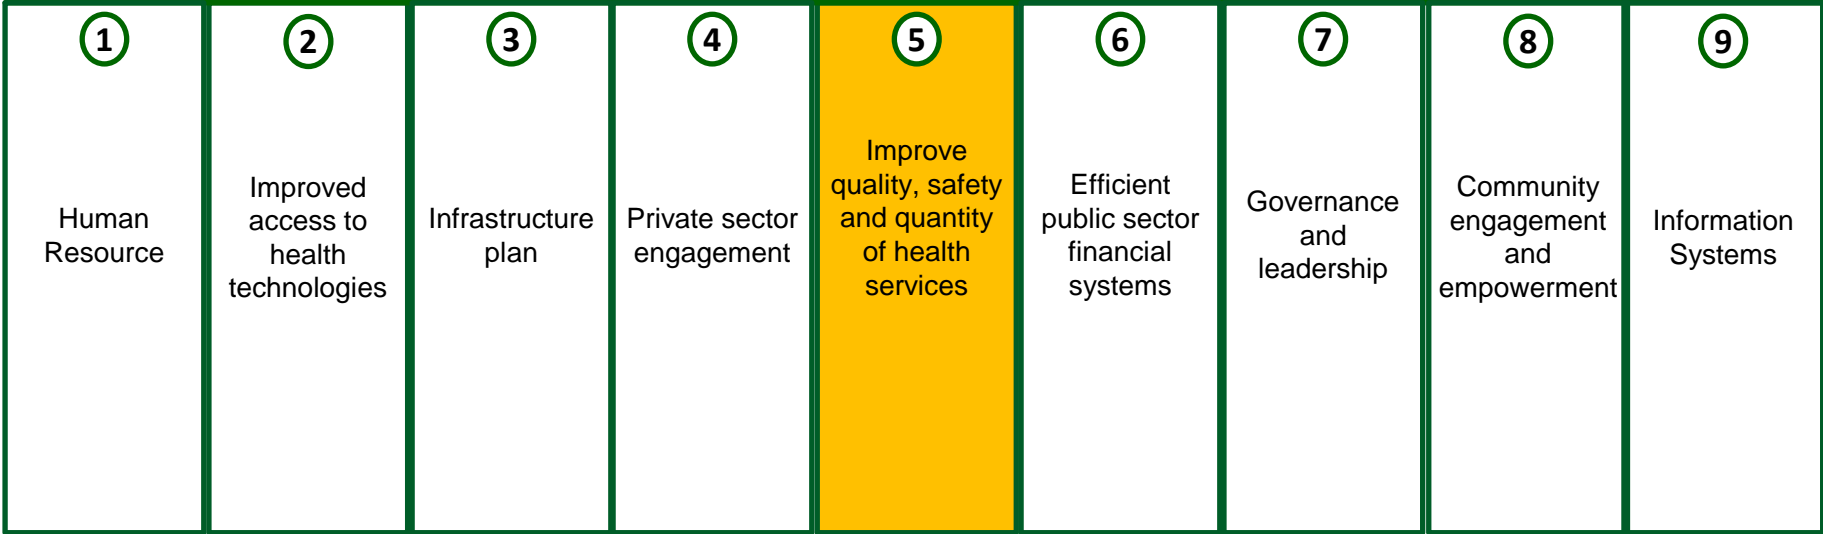 1
Human
Resource
2
Improved
access to
health
technologies
3
Infrastructure
plan
4
Private sector
engagement
5
Improve
quality, safety
and quantity
of health
services
6
Efficient
public sector
financial
systems
7
Governance
and
leadership
8
Community
engagement
and
empowerment
9
Information
Systems